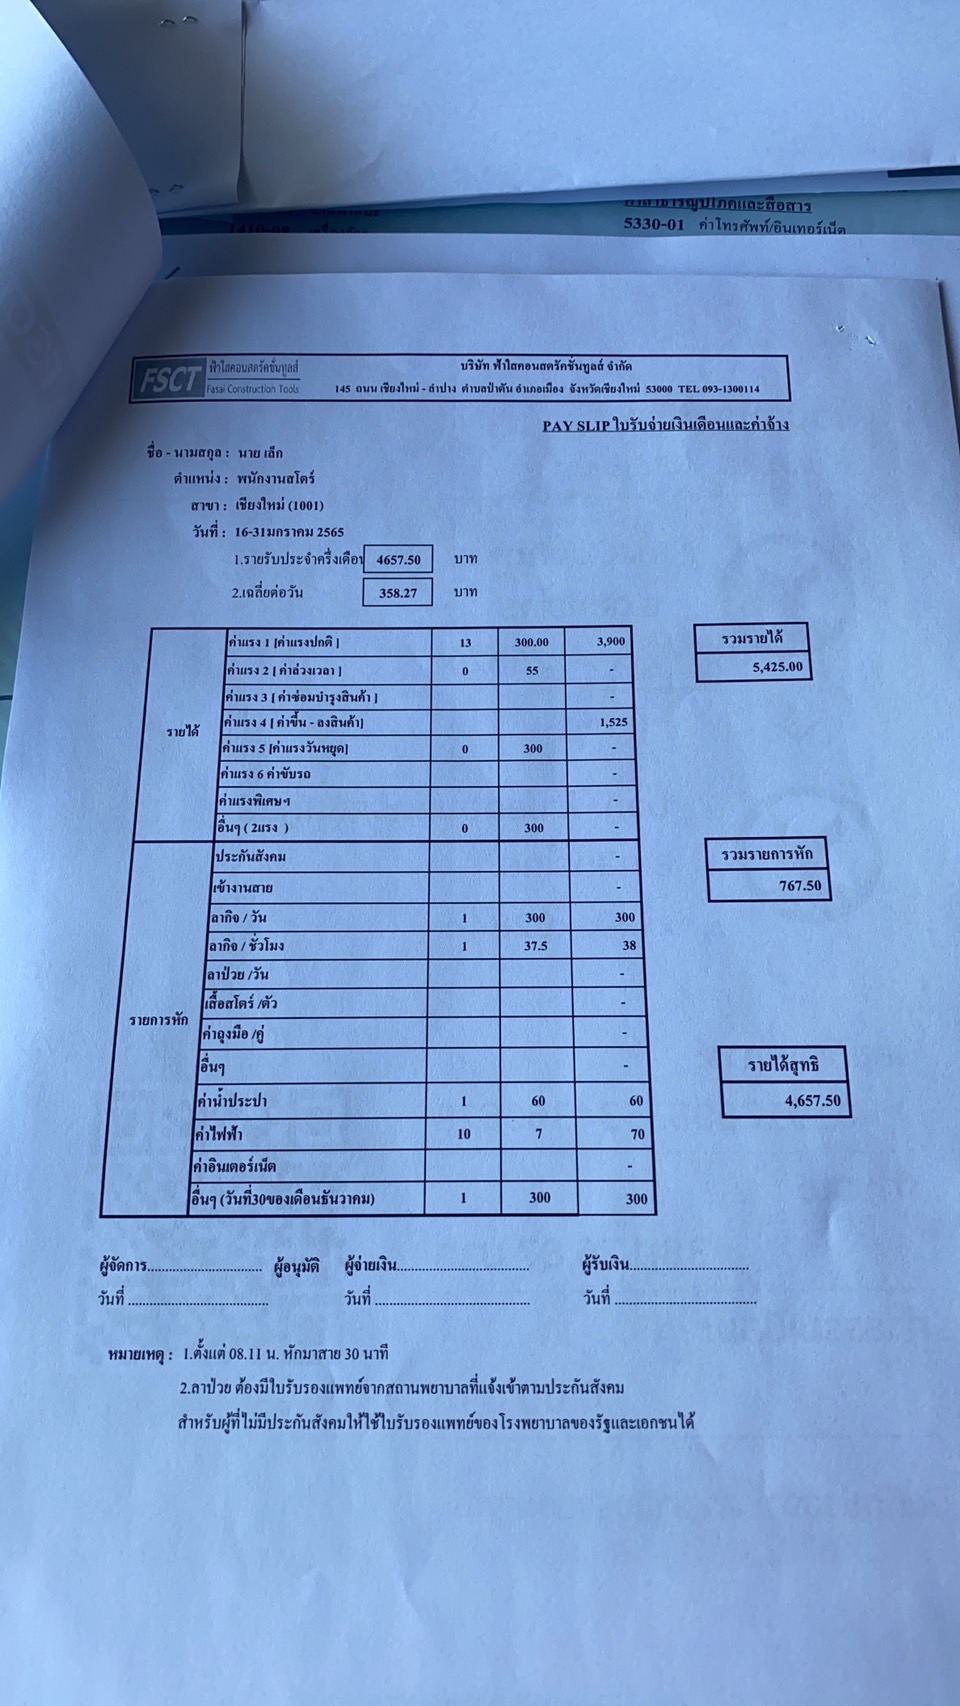 5330-01 ค่าโทรศัพท์/อินเทอร์เน็ต
FSCT ฟ้าใสคอนสตรัคชั่นทูลส์
Fasai Construction Tools
บริษัท ฟ้าใสคอนสตรัคชั่นทูลส์ จำกัด
145 ถนน เชียงใหม่ - ลำปาง ตำบลป่าตัน อำเภอเมือง จังหวัดเชียงใหม่ 53000 TEL 093-1300114
PAY SLIP ใบรับจ่ายเงินเดือนและค่าจ้าง
ชื่อ - นามสกุล : นาย เล็ก
ตำแหน่ง : พนักงานสโตร์
สาขา : เชียงใหม่ (1001)
วันที่ : 16-31มกราคม 2565
1.รายรับประจำครึ่งเดือน 4657.50 บาท
2.เฉลี่ยต่อวัน 358.27 บาท
รายได้
ค่าแรง 1 [ค่าแรงปกติ ] 13 300.00 3,900
ค่าแรง 2 [ ค่าล่วงเวลา ] 0 55 -
ค่าแรง 3 [ ค่าซ่อมบำรุงสินค้า ] -
ค่าแรง 4 [ ค่าขึ้น - ลงสินค้า] 1,525
ค่าแรง 5 [ค่าแรงวันหยุด] 0 300 -
ค่าแรง 6 ค่าขับรถ -
ค่าแรงพิเศษฯ -
อื่นๆ ( 2แรง ) 0 300 -
รวมรายได้
5,425.00
รายการหัก
ประกันสังคม -
เข้างานสาย -
ลากิจ / วัน 1 300 300
ลากิจ / ชั่วโมง 1 37.5 38
ลาป่วย /วัน -
เสื้อสโตร์ /ตัว -
ค่าถุงมือ /คู่ -
อื่นๆ -
ค่าน้ำประปา 1 60 60
ค่าไฟฟ้า 10 7 70
ค่าอินเตอร์เน็ต -
อื่นๆ (วันที่30ของเดือนธันวาคม) 1 300 300
รวมรายการหัก
767.50
รายได้สุทธิ
4,657.50
ผู้จัดการ............................... ผู้อนุมัติ ผู้จ่ายเงิน.................................... ผู้รับเงิน................................
วันที่ ...................................... วันที่ .......................................... วันที่ ......................................
หมายเหตุ : 1.ตั้งแต่ 08.11 น. หักมาสาย 30 นาที
2.ลาป่วย ต้องมีใบรับรองแพทย์จากสถานพยาบาลที่แจ้งเข้าตามประกันสังคม
สำหรับผู้ที่ไม่มีประกันสังคมให้ใช้ใบรับรองแพทย์ของโรงพยาบาลของรัฐและเอกชนได้